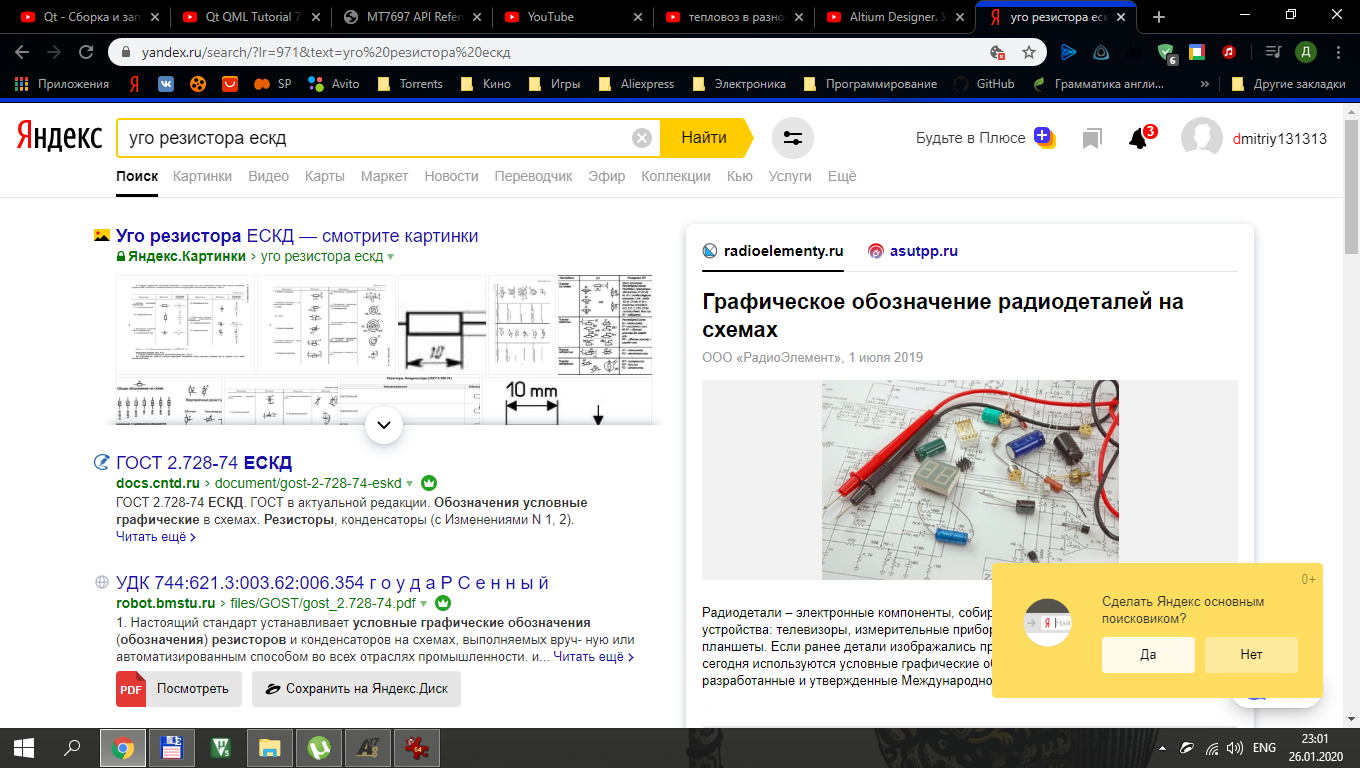 Qt - Сборка и зап
Qt QML Tutorial 7
MT7697 API Refer
YouTube
тепловоз в разно
Altium Designer. У
уго резистора еск
yandex.ru/search/?lr=971&text=уго%20резистора%20ескд
6
Д
Приложения
SP
Avito
Torrents
Кино
Игры
Aliexpress
Электроника
Программирование
GitHub
Грамматика англи...
»
Другие закладки
Яндекс
уго резистора ескд
Найти
Будьте в Плюсе
3
dmitriy131313
Поиск Картинки Видео Карты Маркет Новости Переводчик Эфир Коллекции Кью Услуги Ещё
Уго резистора ЕСКД — смотрите картинки
Яндекс.Картинки › уго резистора ескд
10
10 mm
ГОСТ 2.728-74 ЕСКД
docs.cntd.ru › document/gost-2-728-74-eskd
ГОСТ 2.728-74 ЕСКД. ГОСТ в актуальной редакции. Обозначения условные
графические в схемах. Резисторы, конденсаторы (с Изменениями N 1, 2).
Читать ещё ›
УДК 744:621.3:003.62:006.354 г о у д а Р С е н н ы й
robot.bmstu.ru › files/GOST/gost_2.728-74.pdf
1. Настоящий стандарт устанавливает условные графические обозначения
(обозначения) резисторов и конденсаторов на схемах, выполняемых вруч- ную или
автоматизированным способом во всех отраслях промышленности. и... Читать ещё ›
PDF Посмотреть
Сохранить на Яндекс.Диск
radioelementy.ru
asutpp.ru
Графическое обозначение радиодеталей на
схемах
ООО «РадиоЭлемент», 1 июля 2019
Радиодетали – электронные компоненты, собир
устройства: телевизоры, измерительные прибор
планшеты. Если ранее детали изображались пр
сегодня используются условные графические об
разработанные и утвержденные Международно
0+
Сделать Яндекс основным
поисковиком?
Да
Нет
64
ENG
23:01
26.01.2020